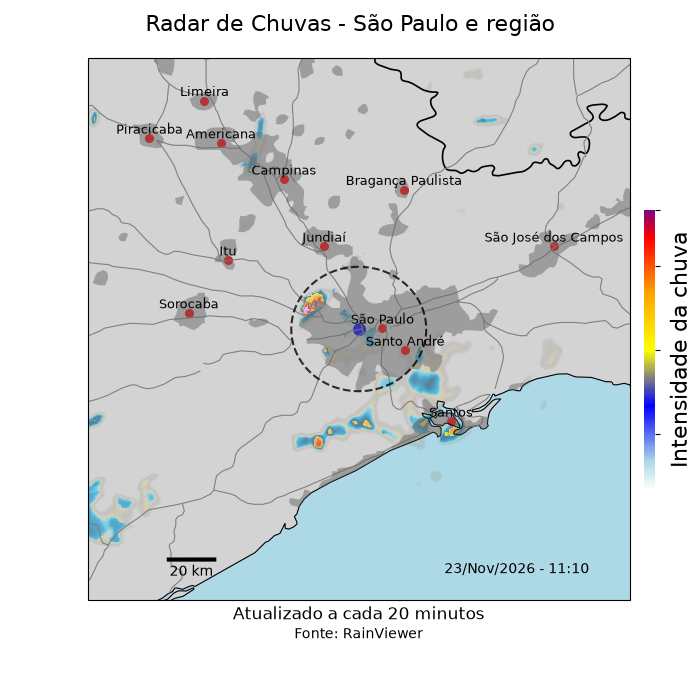 Radar de Chuvas - São Paulo e região
Limeira
Piracicaba
Americana
Campinas
Bragança Paulista
Jundiaí
São José dos Campos
Itu
Sorocaba
São Paulo
Santo André
Santos
Intensidade da chuva
20 km
23/Nov/2026 - 11:10
Atualizado a cada 20 minutos
Fonte: RainViewer